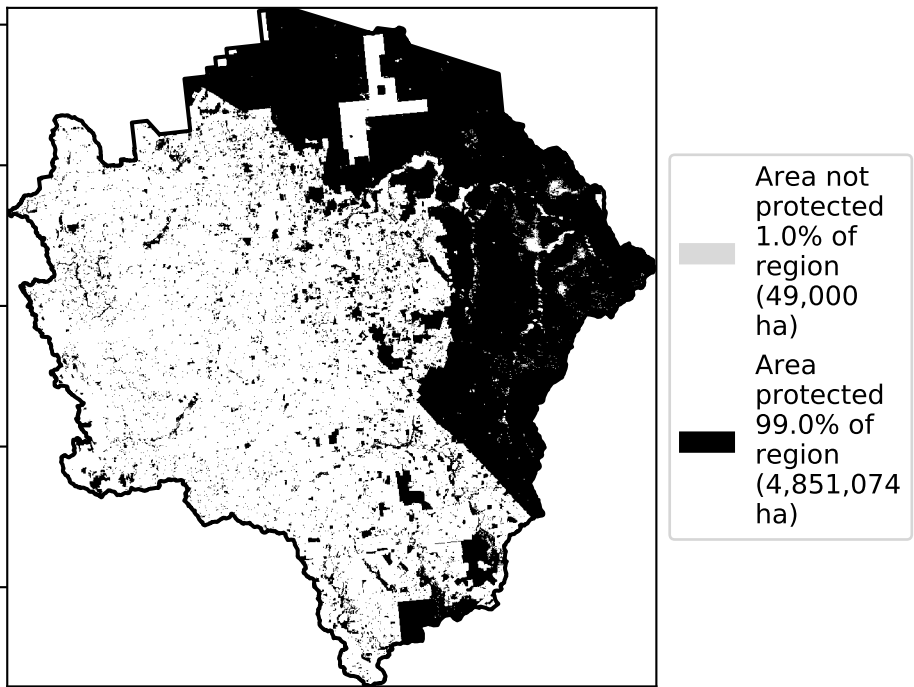 Area not
protected
1.0% of
region
(49,000
ha)
Area
protected
99.0% of
region
(4,851,074
ha)